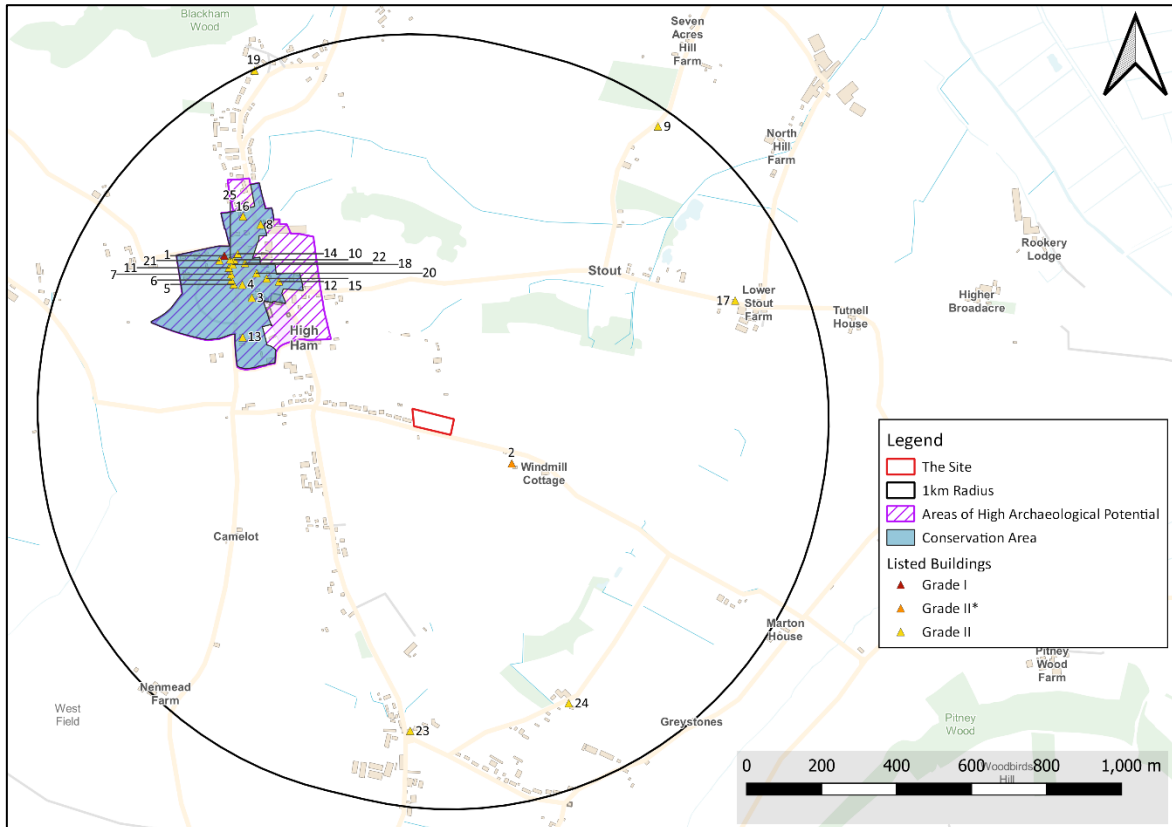 Blackham
Wood
Seven
Acres
Hill
Farm
19
9
North
Hill
Farm
25
16
8
Rookery
Lodge
1
14 10 22
21
18
11
Stout
7
20
6
4
12 15
5
3
17
Lower
Stout
Farm
Higher
Broadacre
Tutnell
House
High
Ham
13
2
Windmill
Cottage
Legend
The Site
1km Radius
Areas of High Archaeological Potential
Conservation Area
Listed Buildings
Grade I
Grade II*
Grade II
Camelot
Marton
House
Pitney
Wood
Farm
Nenmead
Farm
West
Field
24
23
Greystones
Pitney
Wood
Woodbirds
Hill
0 200 400 600 800 1,000 m